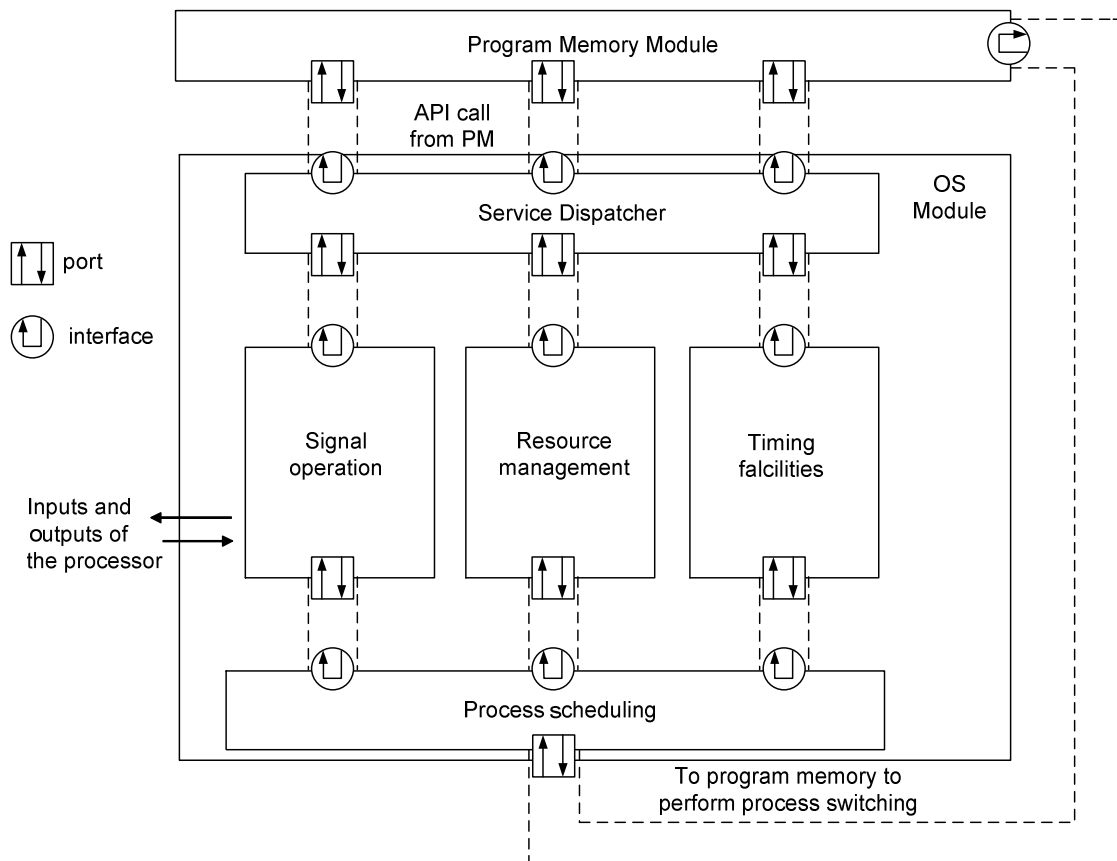 Program Memory Module
API call
from PM
OS
Module
Service Dispatcher
port
interface
Signal
operation
Resource
management
Timing
falcilities
Inputs and
outputs of
the processor
Process scheduling
To program memory to
perform process switching